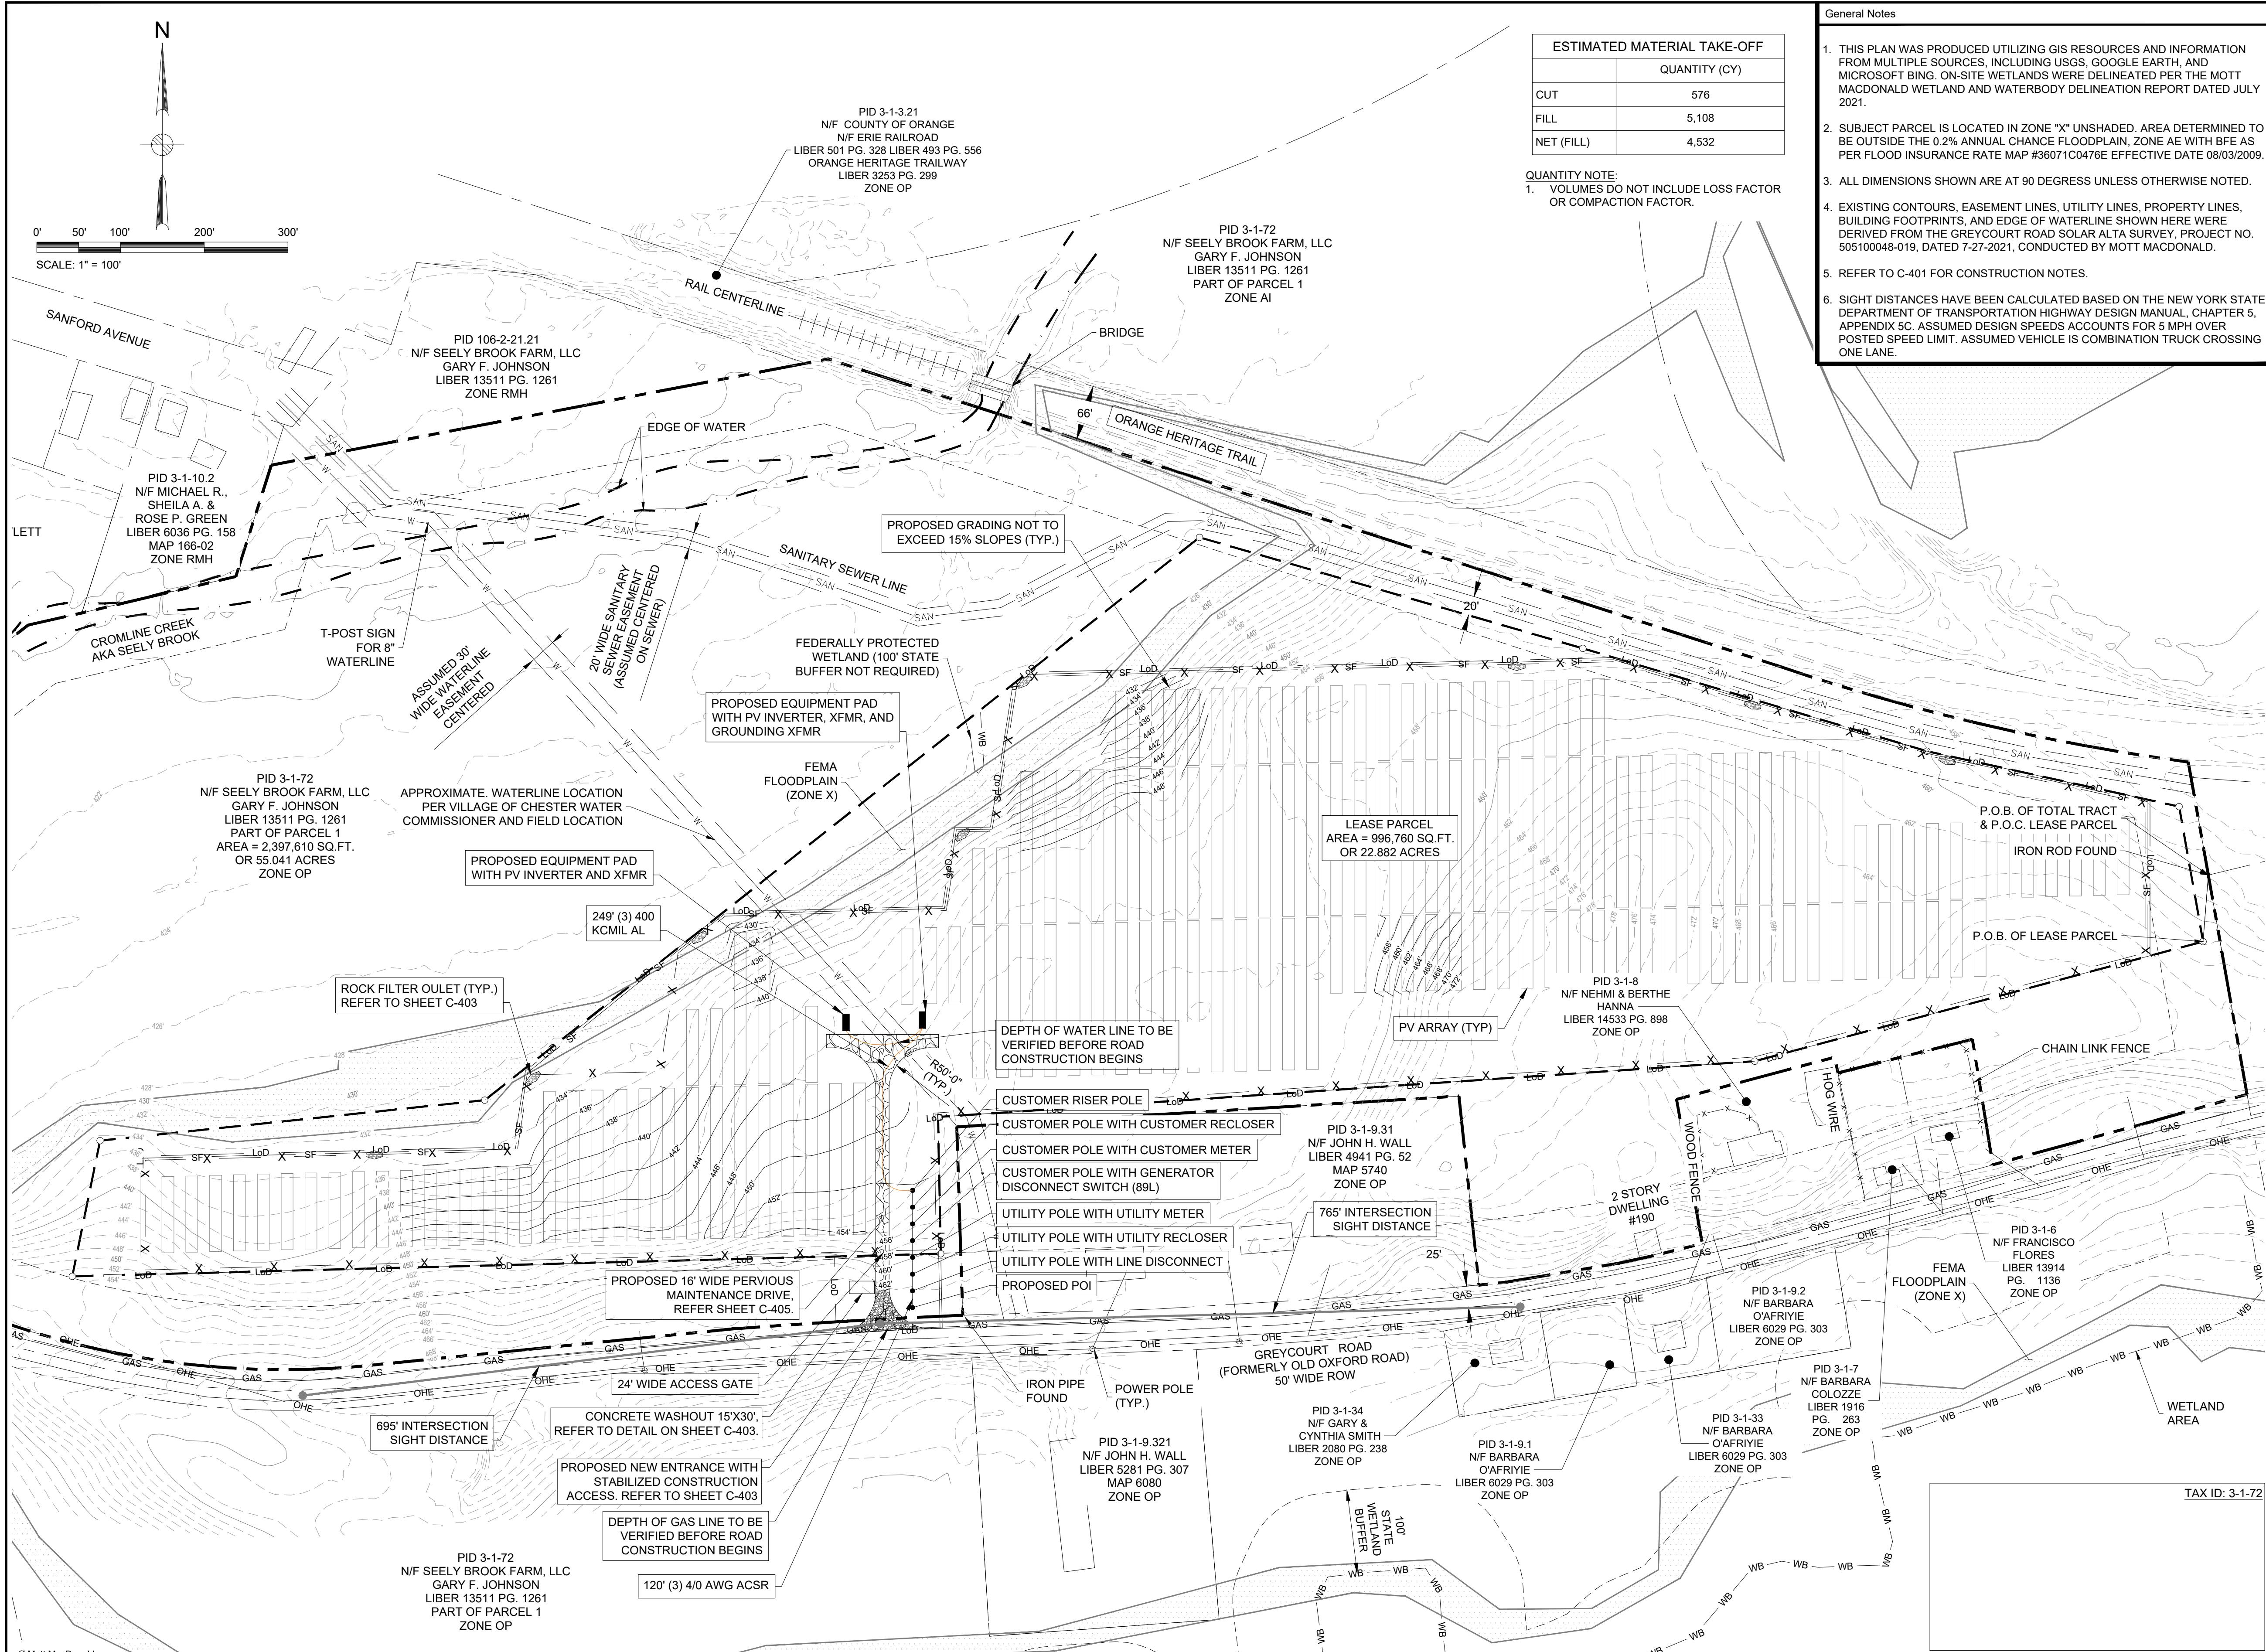 N
0' 50' 100' 200' 300'
SCALE: 1" = 100'
PID 3-1-3.21
N/F COUNTY OF ORANGE
N/F ERIE RAILROAD
LIBER 501 PG. 328 LIBER 493 PG. 556
ORANGE HERITAGE TRAILWAY
LIBER 3253 PG. 299
ZONE OP
ESTIMATED MATERIAL TAKE-OFF
QUANTITY (CY)
CUT 576
FILL 5,108
NET (FILL) 4,532
QUANTITY NOTE:
1. VOLUMES DO NOT INCLUDE LOSS FACTOR
OR COMPACTION FACTOR.
General Notes
1. THIS PLAN WAS PRODUCED UTILIZING GIS RESOURCES AND INFORMATION
FROM MULTIPLE SOURCES, INCLUDING USGS, GOOGLE EARTH, AND
MICROSOFT BING. ON-SITE WETLANDS WERE DELINEATED PER THE MOTT
MACDONALD WETLAND AND WATERBODY DELINEATION REPORT DATED JULY
2021.
2. SUBJECT PARCEL IS LOCATED IN ZONE "X" UNSHADED. AREA DETERMINED TO
BE OUTSIDE THE 0.2% ANNUAL CHANCE FLOODPLAIN, ZONE AE WITH BFE AS
PER FLOOD INSURANCE RATE MAP #36071C0476E EFFECTIVE DATE 08/03/2009.
3. ALL DIMENSIONS SHOWN ARE AT 90 DEGRESS UNLESS OTHERWISE NOTED.
4. EXISTING CONTOURS, EASEMENT LINES, UTILITY LINES, PROPERTY LINES,
BUILDING FOOTPRINTS, AND EDGE OF WATERLINE SHOWN HERE WERE
DERIVED FROM THE GREYCOURT ROAD SOLAR ALTA SURVEY, PROJECT NO.
505100048-019, DATED 7-27-2021, CONDUCTED BY MOTT MACDONALD.
5. REFER TO C-401 FOR CONSTRUCTION NOTES.
6. SIGHT DISTANCES HAVE BEEN CALCULATED BASED ON THE NEW YORK STATE
DEPARTMENT OF TRANSPORTATION HIGHWAY DESIGN MANUAL, CHAPTER 5,
APPENDIX 5C. ASSUMED DESIGN SPEEDS ACCOUNTS FOR 5 MPH OVER
POSTED SPEED LIMIT. ASSUMED VEHICLE IS COMBINATION TRUCK CROSSING
ONE LANE.
PID 3-1-72
N/F SEELY BROOK FARM, LLC
GARY F. JOHNSON
LIBER 13511 PG. 1261
PART OF PARCEL 1
ZONE AI
RAIL CENTERLINE
BRIDGE
SANFORD AVENUE
PID 106-2-21.21
N/F SEELY BROOK FARM, LLC
GARY F. JOHNSON
LIBER 13511 PG. 1261
ZONE RMH
EDGE OF WATER
66'
ORANGE HERITAGE TRAIL
PID 3-1-10.2
N/F MICHAEL R.,
SHEILA A. &
ROSE P. GREEN
LIBER 6036 PG. 158
MAP 166-02
ZONE RMH
LETT
PROPOSED GRADING NOT TO
EXCEED 15% SLOPES (TYP.)
SANITARY SEWER LINE
20' WIDE SANITARY
SEWER EASEMENT
(ASSUMED CENTERED
ON SEWER)
20'
CROMLINE CREEK
AKA SEELY BROOK
T-POST SIGN
FOR 8"
WATERLINE
ASSUMED 30'
WIDE WATERLINE
EASEMENT
CENTERED
FEDERALLY PROTECTED
WETLAND (100' STATE
BUFFER NOT REQUIRED)
PROPOSED EQUIPMENT PAD
WITH PV INVERTER, XFMR, AND
GROUNDING XFMR
FEMA
FLOODPLAIN
(ZONE X)
PID 3-1-72
N/F SEELY BROOK FARM, LLC
GARY F. JOHNSON
LIBER 13511 PG. 1261
PART OF PARCEL 1
AREA = 2,397,610 SQ.FT.
OR 55.041 ACRES
ZONE OP
APPROXIMATE. WATERLINE LOCATION
PER VILLAGE OF CHESTER WATER
COMMISSIONER AND FIELD LOCATION
LEASE PARCEL
AREA = 996,760 SQ.FT.
OR 22.882 ACRES
P.O.B. OF TOTAL TRACT
& P.O.C. LEASE PARCEL
IRON ROD FOUND
PROPOSED EQUIPMENT PAD
WITH PV INVERTER AND XFMR
249' (3) 400
KCMIL AL
P.O.B. OF LEASE PARCEL
ROCK FILTER OULET (TYP.)
REFER TO SHEET C-403
PID 3-1-8
N/F NEHMI & BERTHE
HANNA
LIBER 14533 PG. 898
ZONE OP
PV ARRAY (TYP)
DEPTH OF WATER LINE TO BE
VERIFIED BEFORE ROAD
CONSTRUCTION BEGINS
R50'-0"
(TYP.)
CHAIN LINK FENCE
HOG WIRE
WOOD FENCE
CUSTOMER RISER POLE
CUSTOMER POLE WITH CUSTOMER RECLOSER
CUSTOMER POLE WITH CUSTOMER METER
CUSTOMER POLE WITH GENERATOR
DISCONNECT SWITCH (89L)
UTILITY POLE WITH UTILITY METER
UTILITY POLE WITH UTILITY RECLOSER
UTILITY POLE WITH LINE DISCONNECT
PROPOSED POI
PID 3-1-9.31
N/F JOHN H. WALL
LIBER 4941 PG. 52
MAP 5740
ZONE OP
765' INTERSECTION
SIGHT DISTANCE
25'
2 STORY
DWELLING
#190
PROPOSED 16' WIDE PERVIOUS
MAINTENANCE DRIVE,
REFER SHEET C-405.
PID 3-1-6
N/F FRANCISCO
FLORES
LIBER 13914
PG. 1136
ZONE OP
FEMA
FLOODPLAIN
(ZONE X)
PID 3-1-9.2
N/F BARBARA
O'AFRIYIE
LIBER 6029 PG. 303
ZONE OP
GREYCOURT ROAD
(FORMERLY OLD OXFORD ROAD)
50' WIDE ROW
24' WIDE ACCESS GATE
IRON PIPE
FOUND
POWER POLE
(TYP.)
695' INTERSECTION
SIGHT DISTANCE
CONCRETE WASHOUT 15'X30',
REFER TO DETAIL ON SHEET C-403.
PID 3-1-7
N/F BARBARA
COLOZZE
LIBER 1916
PG. 263
ZONE OP
WETLAND
AREA
PID 3-1-34
N/F GARY &
CYNTHIA SMITH
LIBER 2080 PG. 238
ZONE OP
PID 3-1-9.1
N/F BARBARA
O'AFRIYIE
LIBER 6029 PG. 303
ZONE OP
PID 3-1-33
N/F BARBARA
O'AFRIYIE
LIBER 6029 PG. 303
ZONE OP
PROPOSED NEW ENTRANCE WITH
STABILIZED CONSTRUCTION
ACCESS. REFER TO SHEET C-403
PID 3-1-9.321
N/F JOHN H. WALL
LIBER 5281 PG. 307
MAP 6080
ZONE OP
DEPTH OF GAS LINE TO BE
VERIFIED BEFORE ROAD
CONSTRUCTION BEGINS
100'
STATE
WETLAND
BUFFER
TAX ID: 3-1-72
PID 3-1-72
N/F SEELY BROOK FARM, LLC
GARY F. JOHNSON
LIBER 13511 PG. 1261
PART OF PARCEL 1
ZONE OP
120' (3) 4/0 AWG ACSR